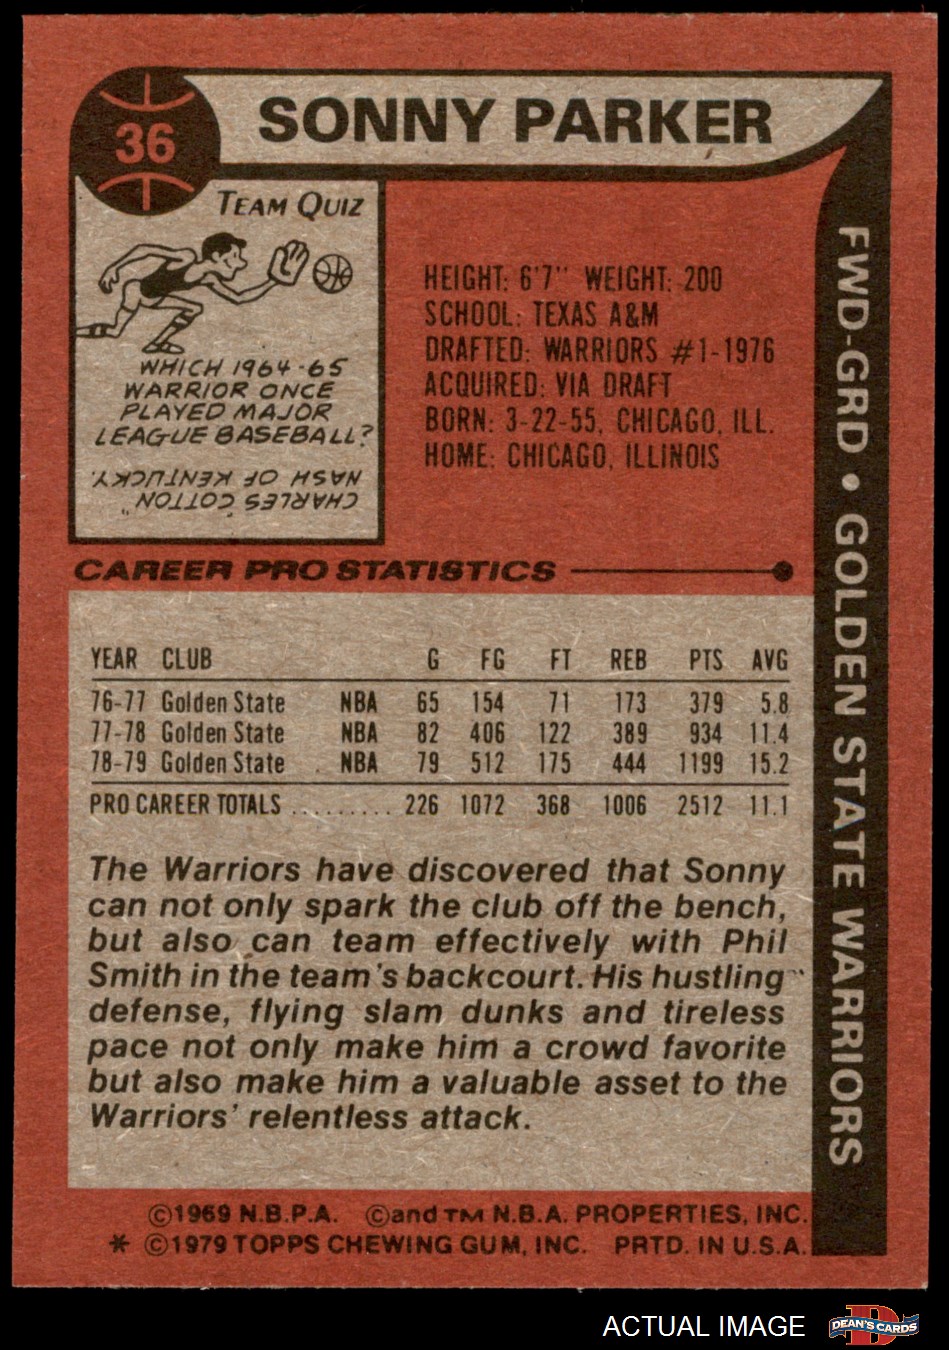 36
SONNY PARKER
TEAM QUIZ
WHICH 1964-65
WARRIOR ONCE
PLAYED MAJOR
LEAGUE BASEBALL?
CHARLES "COTTON"
NASH OF KENTUCKY.
HEIGHT: 6'7" WEIGHT: 200
SCHOOL: TEXAS A&M
DRAFTED: WARRIORS #1-1976
ACQUIRED: VIA DRAFT
BORN: 3-22-55, CHICAGO, ILL.
HOME: CHICAGO, ILLINOIS
FWD-GRD • GOLDEN STATE WARRIORS
CAREER PRO STATISTICS
YEAR CLUB G FG FT REB PTS AVG
76-77 Golden State NBA 65 154 71 173 379 5.8
77-78 Golden State NBA 82 406 122 389 934 11.4
78-79 Golden State NBA 79 512 175 444 1199 15.2
PRO CAREER TOTALS ......... 226 1072 368 1006 2512 11.1
The Warriors have discovered that Sonny
can not only spark the club off the bench,
but also can team effectively with Phil
Smith in the team's backcourt. His hustling
defense, flying slam dunks and tireless
pace not only make him a crowd favorite
but also make him a valuable asset to the
Warriors' relentless attack.
©1969 N.B.P.A. ©and TM N.B.A. PROPERTIES, INC.
* ©1979 TOPPS CHEWING GUM, INC. PRTD. IN U.S.A.
ACTUAL IMAGE
D
DEAN'S CARDS